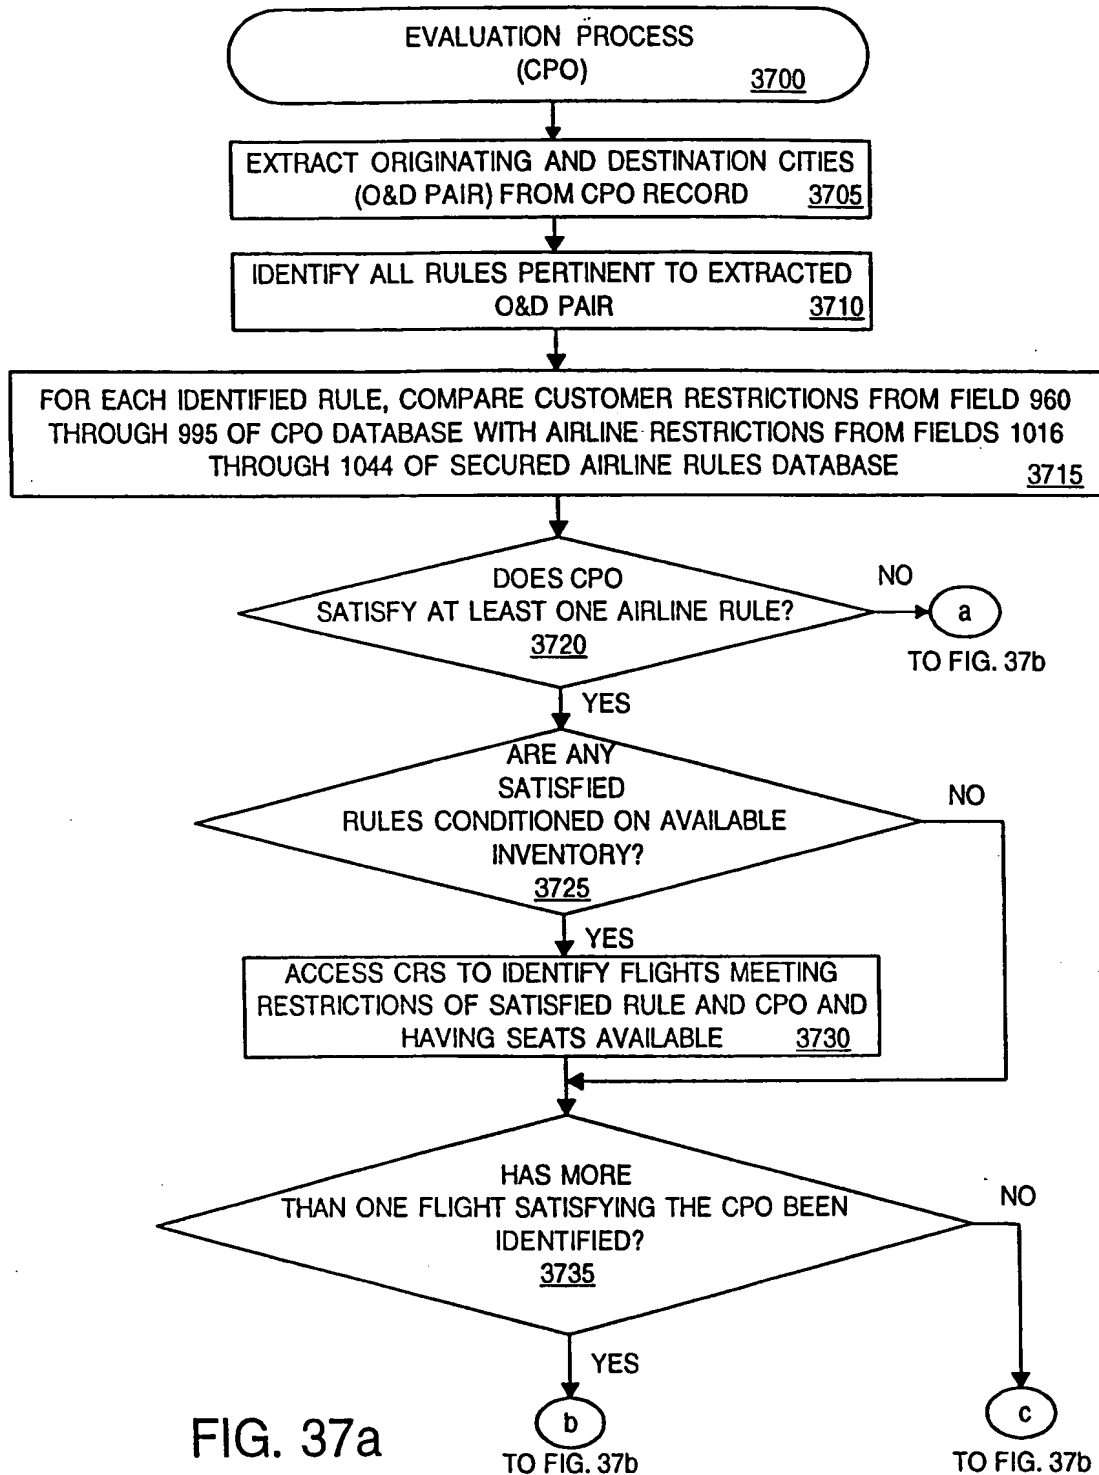 EVALUATION PROCESS
(CPO) 3700
EXTRACT ORIGINATING AND DESTINATION CITIES
(O&D PAIR) FROM CPO RECORD 3705
IDENTIFY ALL RULES PERTINENT TO EXTRACTED
O&D PAIR 3710
FOR EACH IDENTIFIED RULE, COMPARE CUSTOMER RESTRICTIONS FROM FIELD 960
THROUGH 995 OF CPO DATABASE WITH AIRLINE RESTRICTIONS FROM FIELDS 1016
THROUGH 1044 OF SECURED AIRLINE RULES DATABASE 3715
DOES CPO
SATISFY AT LEAST ONE AIRLINE RULE?
3720
NO
a
TO FIG. 37b
YES
ARE ANY
SATISFIED
RULES CONDITIONED ON AVAILABLE
INVENTORY?
3725
NO
YES
ACCESS CRS TO IDENTIFY FLIGHTS MEETING
RESTRICTIONS OF SATISFIED RULE AND CPO AND
HAVING SEATS AVAILABLE 3730
HAS MORE
THAN ONE FLIGHT SATISFYING THE CPO BEEN
IDENTIFIED?
3735
NO
YES
b
TO FIG. 37b
c
TO FIG. 37b
FIG. 37a